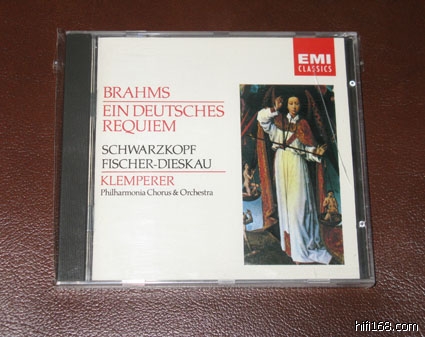 EMI
CLASSICS
BRAHMS
EIN DEUTSCHES
REQUIEM
SCHWARZKOPF
FISCHER-DIESKAU
KLEMPERER
Philharmonia Chorus & Orchestra
hifi168.com